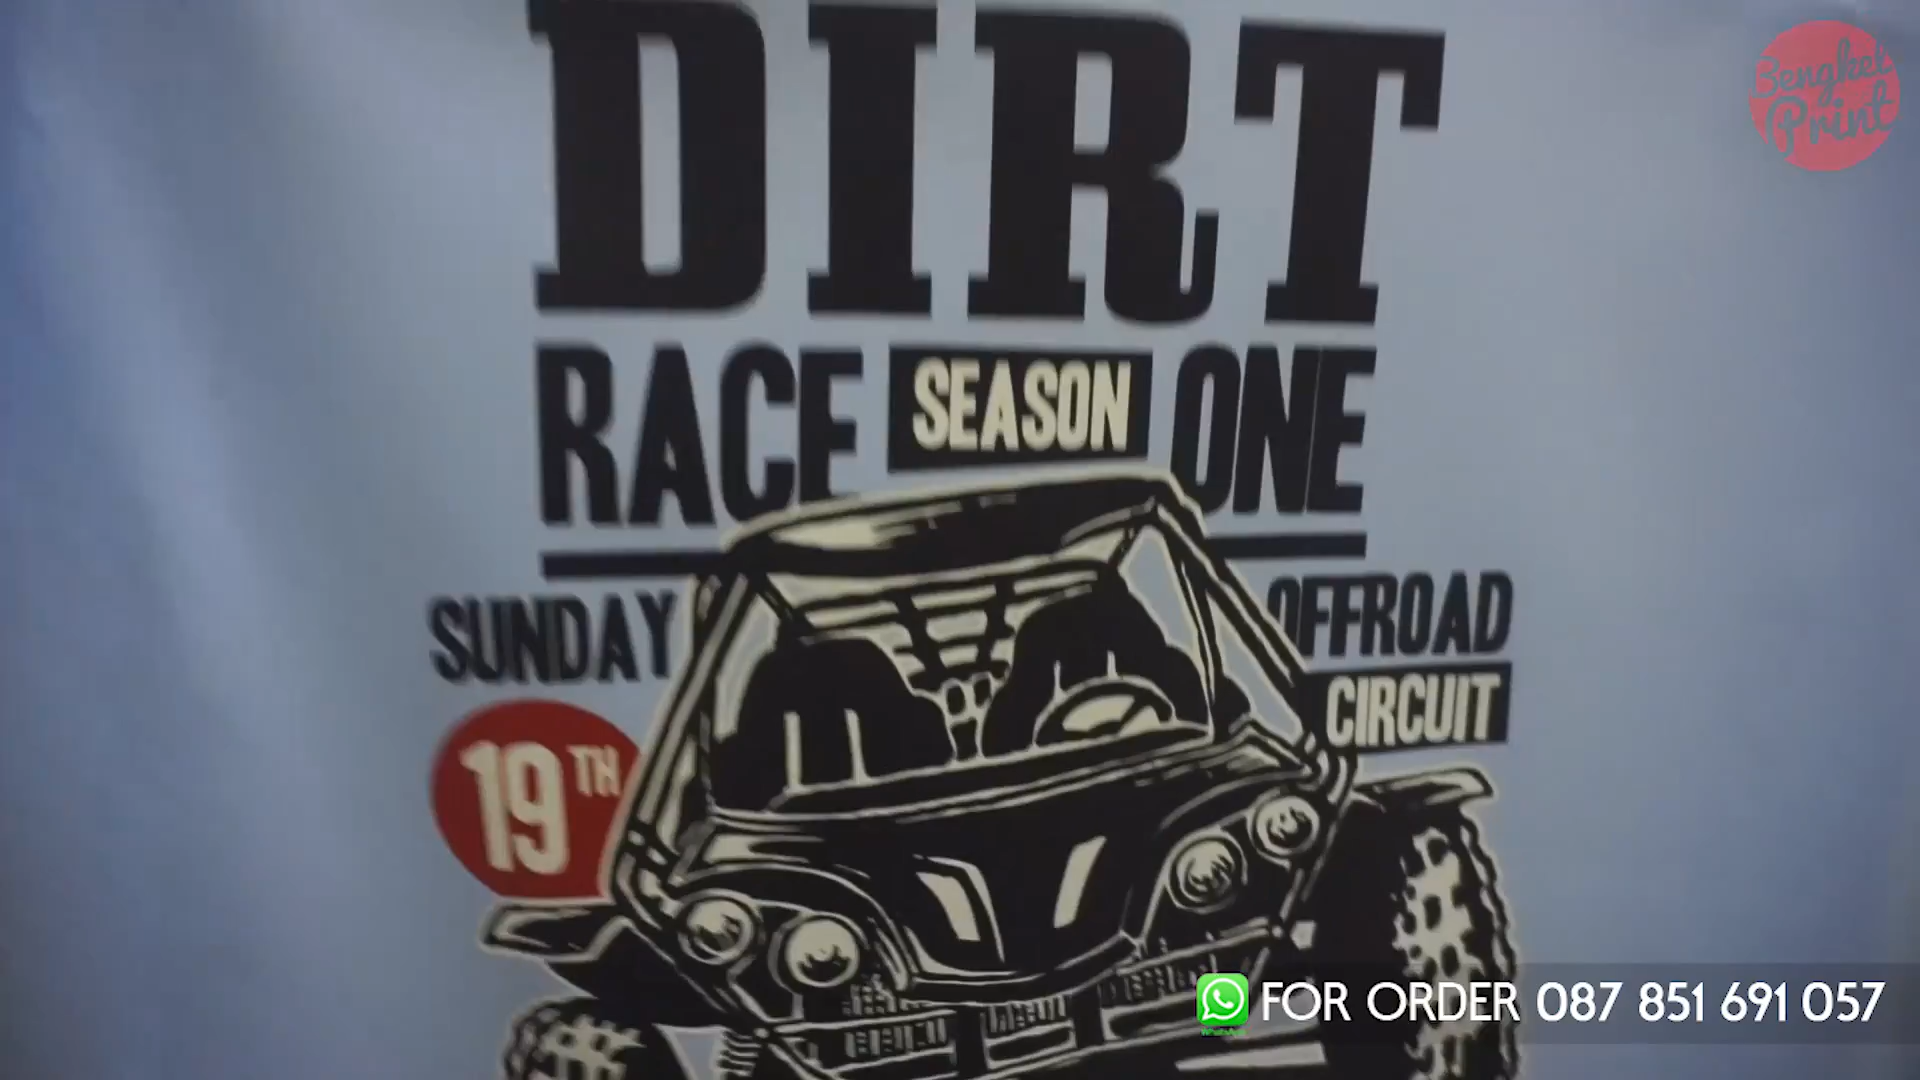 Bengkel
Print
DIRT
RACE SEASON ONE
SUNDAY
OFFROAD
CIRCUIT
19TH
FOR ORDER 087 851 691 057